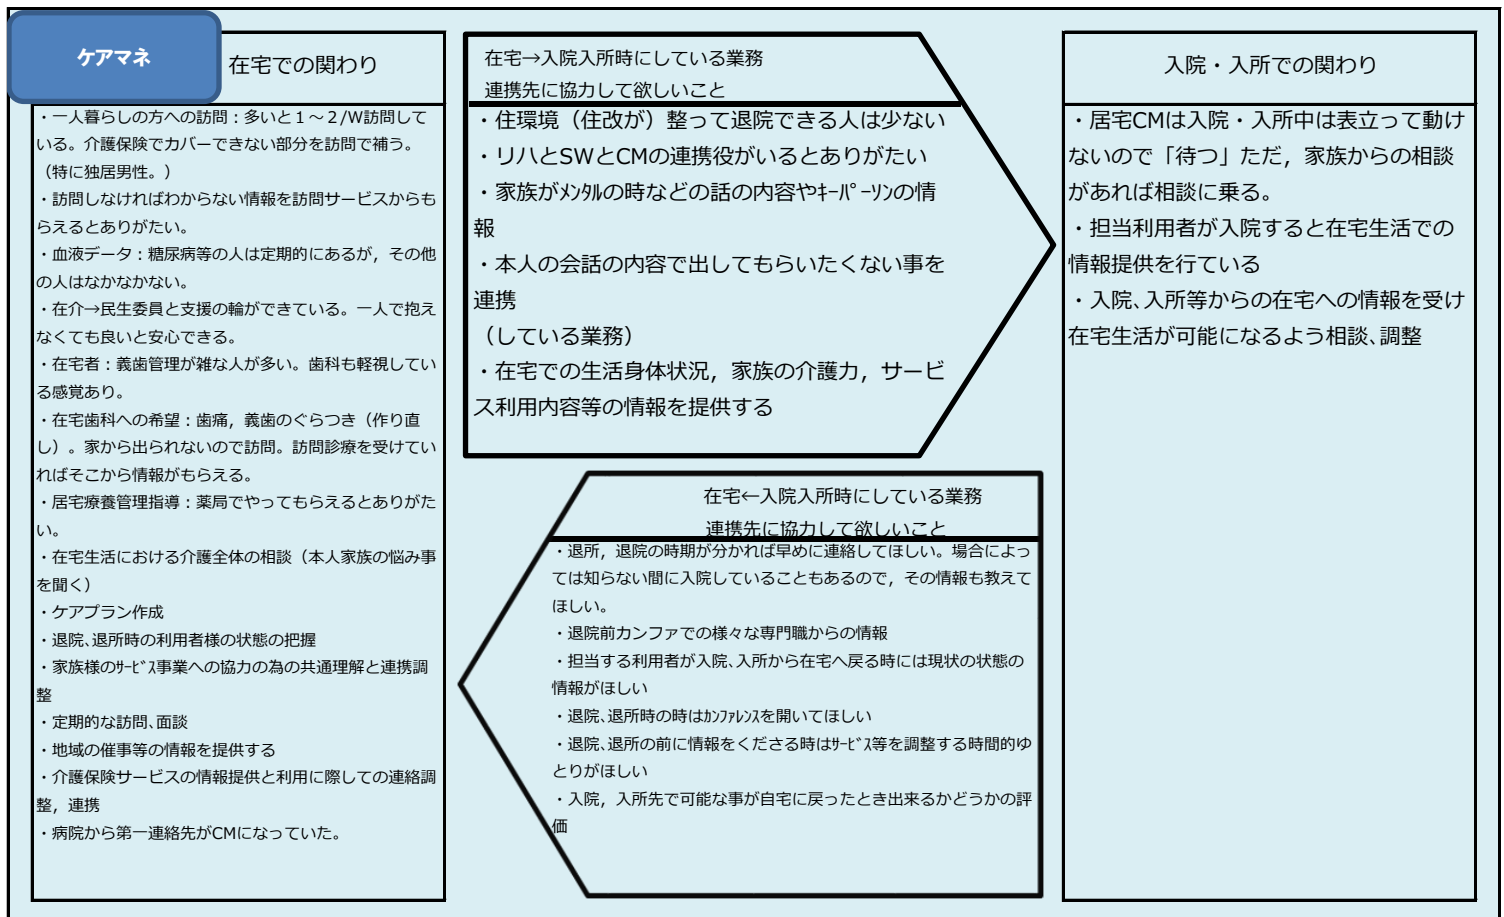 ケアマネ
在宅での関わり
・一人暮らしの方への訪問：多いと１～２/W訪問して
いる。介護保険でカバーできない部分を訪問で補う。
（特に独居男性。）
・訪問しなければわからない情報を訪問サービスからも
らえるとありがたい。
・血液データ：糖尿病等の人は定期的にあるが，その他
の人はなかなかない。
・在介→民生委員と支援の輪ができている。一人で抱え
なくても良いと安心できる。
・在宅者：義歯管理が雑な人が多い。歯科も軽視してい
る感覚あり。
・在宅歯科への希望：歯痛，義歯のぐらつき（作り直
し）。家から出られないので訪問。訪問診療を受けてい
ればそこから情報がもらえる。
・居宅療養管理指導：薬局でやってもらえるとありがた
い。
・在宅生活における介護全体の相談（本人家族の悩み事
を聞く）
・ケアプラン作成
・退院、退所時の利用者様の状態の把握
・家族様のｻｰﾋﾞｽ事業への協力の為の共通理解と連携調
整
・定期的な訪問、面談
・地域の催事等の情報を提供する
・介護保険サービスの情報提供と利用に際しての連絡調
整，連携
・病院から第一連絡先がCMになっていた。
在宅→入院入所時にしている業務
連携先に協力して欲しいこと
・住環境（住改が）整って退院できる人は少ない
・リハとSWとCMの連携役がいるとありがたい
・家族がﾒﾝﾀﾙの時などの話の内容やｷｰﾊﾟｰｿﾝの情
報
・本人の会話の内容で出してもらいたくない事を
連携
（している業務）
・在宅での生活身体状況，家族の介護力，サービ
ス利用内容等の情報を提供する
在宅←入院入所時にしている業務
連携先に協力して欲しいこと
・退所，退院の時期が分かれば早めに連絡してほしい。場合によっ
ては知らない間に入院していることもあるので，その情報も教えて
ほしい。
・退院前カンファでの様々な専門職からの情報
・担当する利用者が入院、入所から在宅へ戻る時には現状の状態の
情報がほしい
・退院、退所時の時はｶﾝﾌｧﾚﾝｽを開いてほしい
・退院、退所の前に情報をくださる時はｻｰﾋﾞｽ等を調整する時間的ゆ
とりがほしい
・入院，入所先で可能な事が自宅に戻ったとき出来るかどうかの評
価
入院・入所での関わり
・居宅CMは入院・入所中は表立って動け
ないので「待つ」ただ，家族からの相談
があれば相談に乗る。
・担当利用者が入院すると在宅生活での
情報提供を行ている
・入院、入所等からの在宅への情報を受け
在宅生活が可能になるよう相談、調整